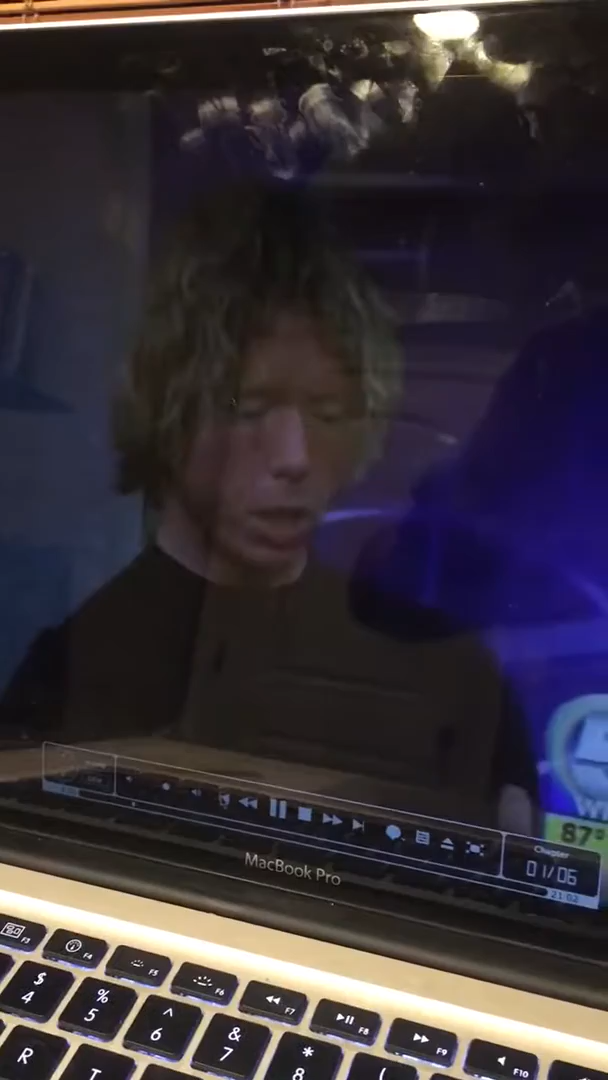 W
87°
Chapter
01/06
21:02
MacBook Pro
F3 F4 F5 F6 F7 F8 F9 F10
$ % ^ & * (
4 5 6 7 8
R T